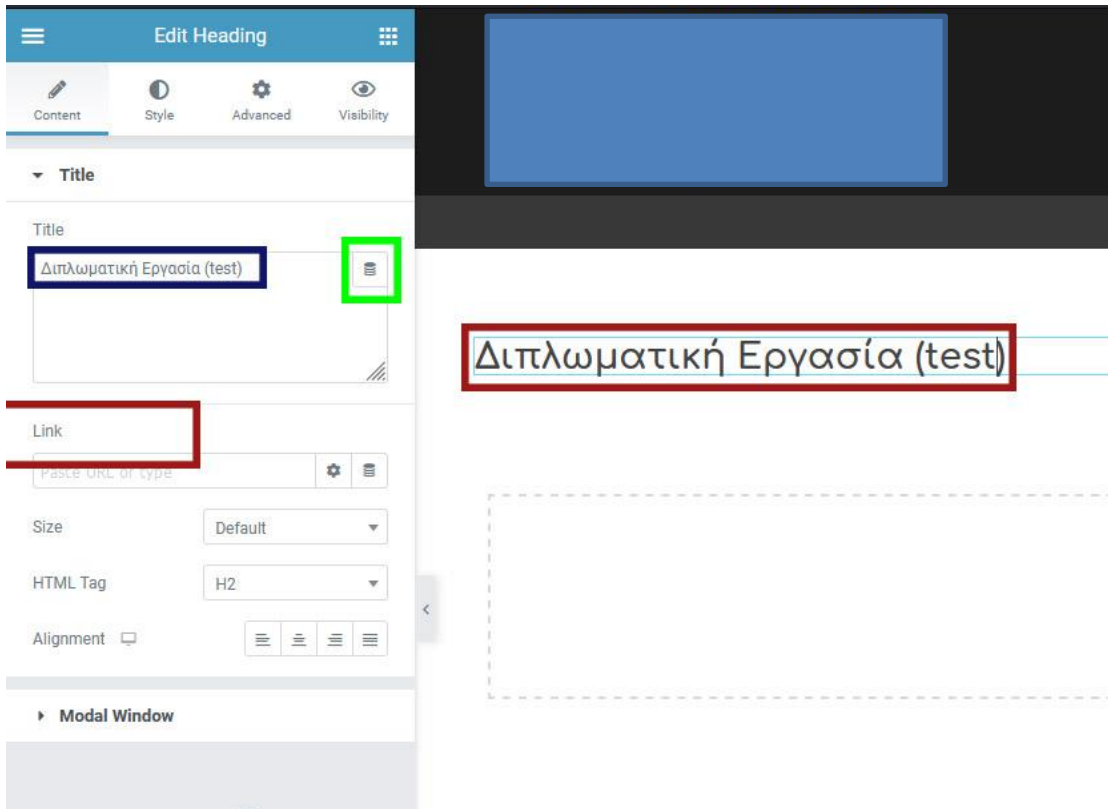 Edit Heading
Content Style Advanced Visibility
Title
Title
Διπλωματική Εργασία (test)
Link
Paste URL or type
Size Default
HTML Tag H2
Alignment
Modal Window
Διπλωματική Εργασία (test)